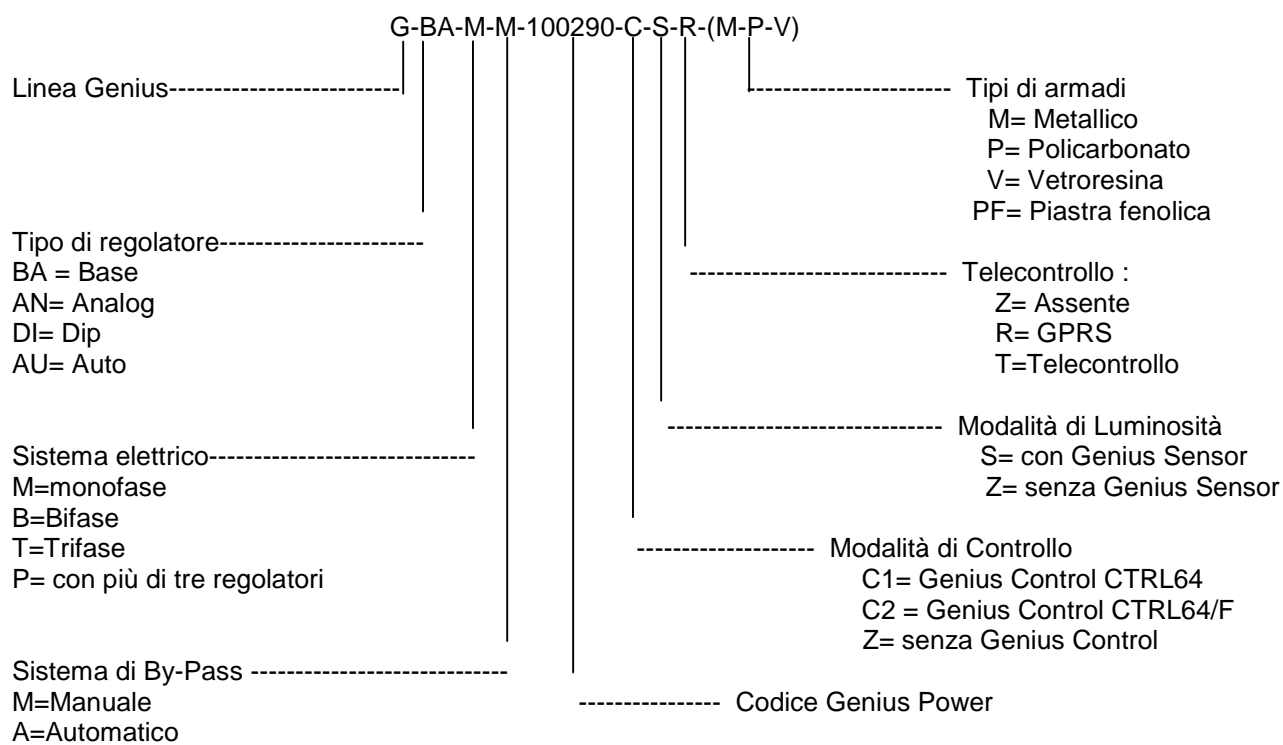 G-BA-M-M-100290-C-S-R-(M-P-V)
Linea Genius--------------------------
---------------------- Tipi di armadi
M= Metallico
P= Policarbonato
V= Vetroresina
PF= Piastra fenolica
Tipo di regolatore-----------------------
BA = Base
AN= Analog
DI= Dip
AU= Auto
---------------------------- Telecontrollo :
Z= Assente
R= GPRS
T=Telecontrollo
------------------------------ Modalità di Luminosità
S= con Genius Sensor
Z= senza Genius Sensor
Sistema elettrico------------------------------
M=monofase
B=Bifase
T=Trifase
P= con più di tre regolatori
-------------------- Modalità di Controllo
C1= Genius Control CTRL64
C2 = Genius Control CTRL64/F
Z= senza Genius Control
Sistema di By-Pass -----------------------------
M=Manuale
A=Automatico
---------------- Codice Genius Power